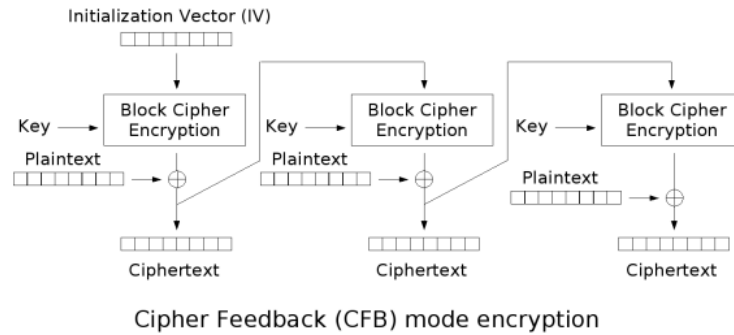 Initialization Vector (IV)
Block Cipher
Encryption
Key
Plaintext
Ciphertext
Block Cipher
Encryption
Key
Plaintext
Ciphertext
Block Cipher
Encryption
Key
Plaintext
Ciphertext
Cipher Feedback (CFB) mode encryption